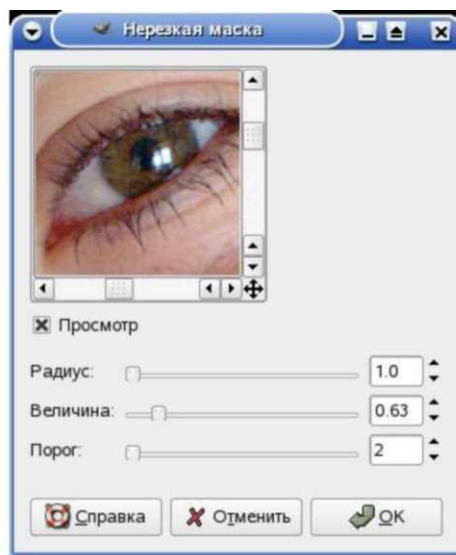 Нерезкая маска
Просмотр
Радиус: 1.0
Величина: 0.63
Порог: 2
Справка Отменить OK